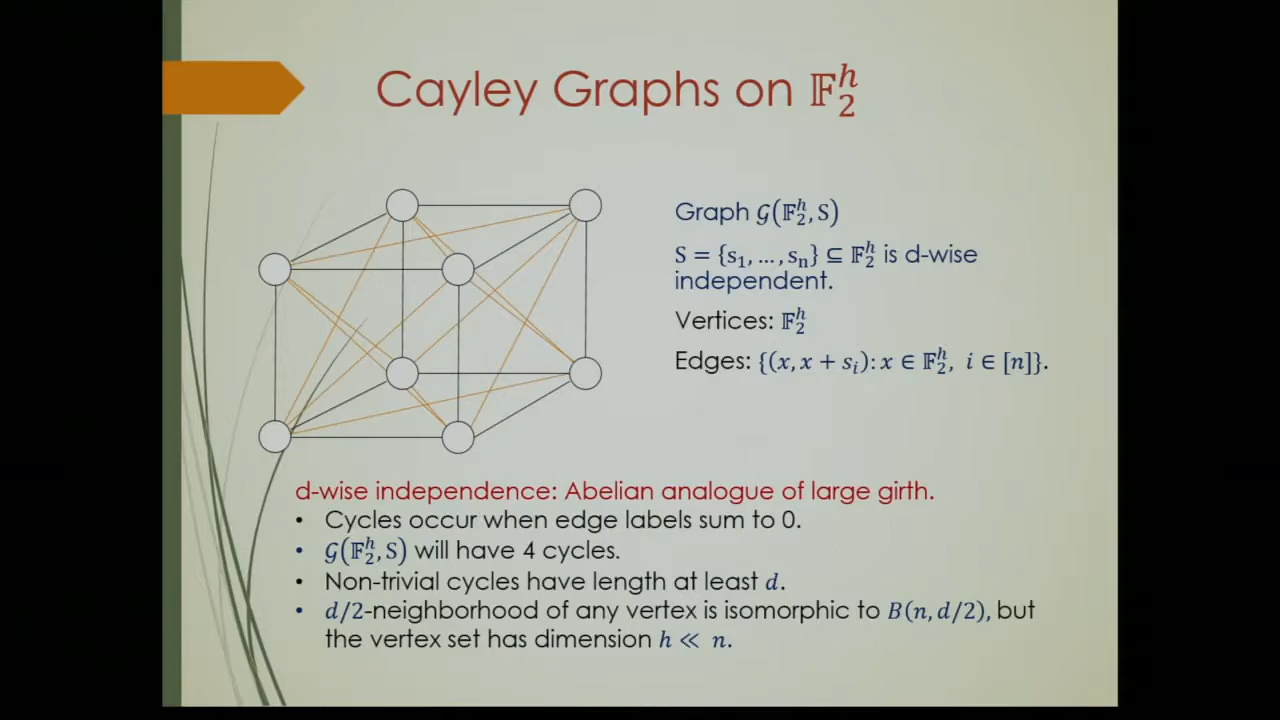 Cayley Graphs on 𝔽₂ʰ
Graph 𝒢(𝔽₂ʰ, S)
S = {s₁, …, sₙ} ⊆ 𝔽₂ʰ is d-wise
independent.
Vertices: 𝔽₂ʰ
Edges: {(x, x + sᵢ): x ∈ 𝔽₂ʰ, i ∈ [n]}.
d-wise independence: Abelian analogue of large girth.
• Cycles occur when edge labels sum to 0.
• 𝒢(𝔽₂ʰ, S) will have 4 cycles.
• Non-trivial cycles have length at least d.
• d/2-neighborhood of any vertex is isomorphic to B(n, d/2), but
the vertex set has dimension h ≪ n.